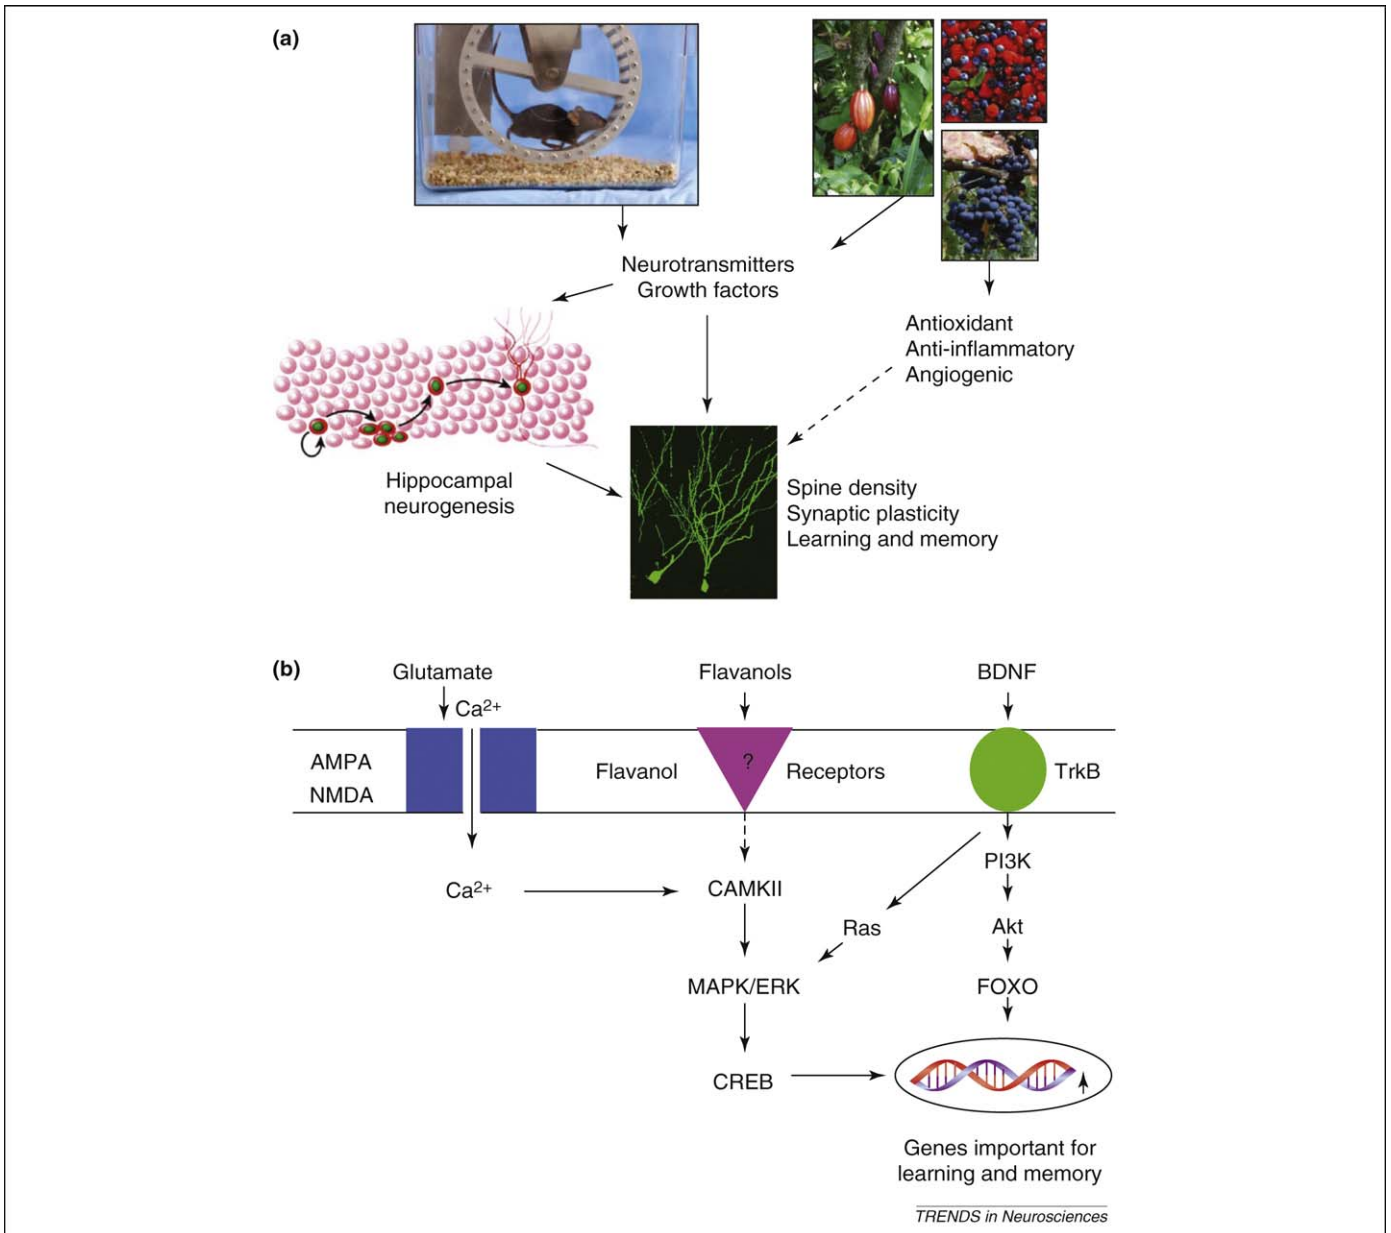 (a)
Neurotransmitters
Growth factors
Antioxidant
Anti-inflammatory
Angiogenic
Hippocampal
neurogenesis
Spine density
Synaptic plasticity
Learning and memory
(b)
Glutamate
Flavanols
BDNF
Ca²⁺
AMPA
NMDA
Flavanol
?
Receptors
TrkB
PI3K
Ca²⁺
CAMKII
Ras
Akt
MAPK/ERK
FOXO
CREB
Genes important for
learning and memory
TRENDS in Neurosciences